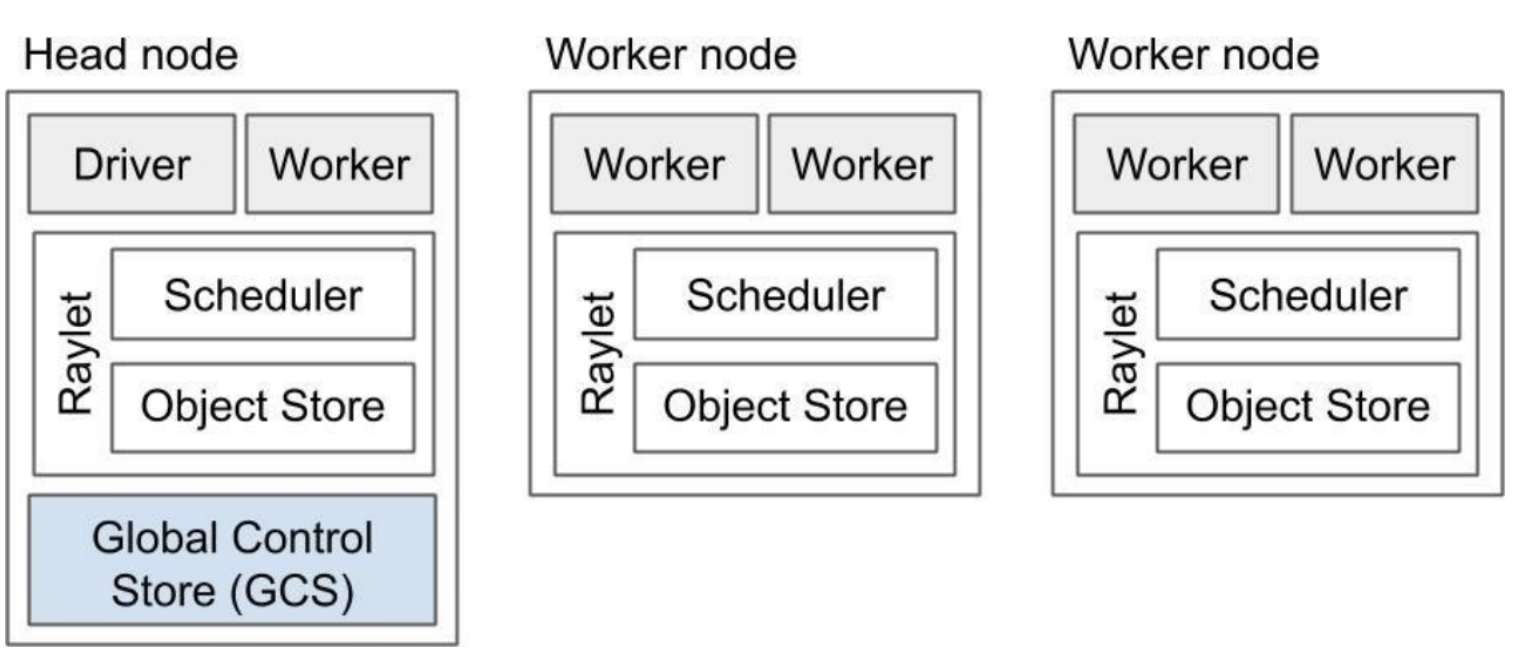 Head node
Driver
Worker
Raylet
Scheduler
Object Store
Global Control
Store (GCS)
Worker node
Worker
Worker
Raylet
Scheduler
Object Store
Worker node
Worker
Worker
Raylet
Scheduler
Object Store